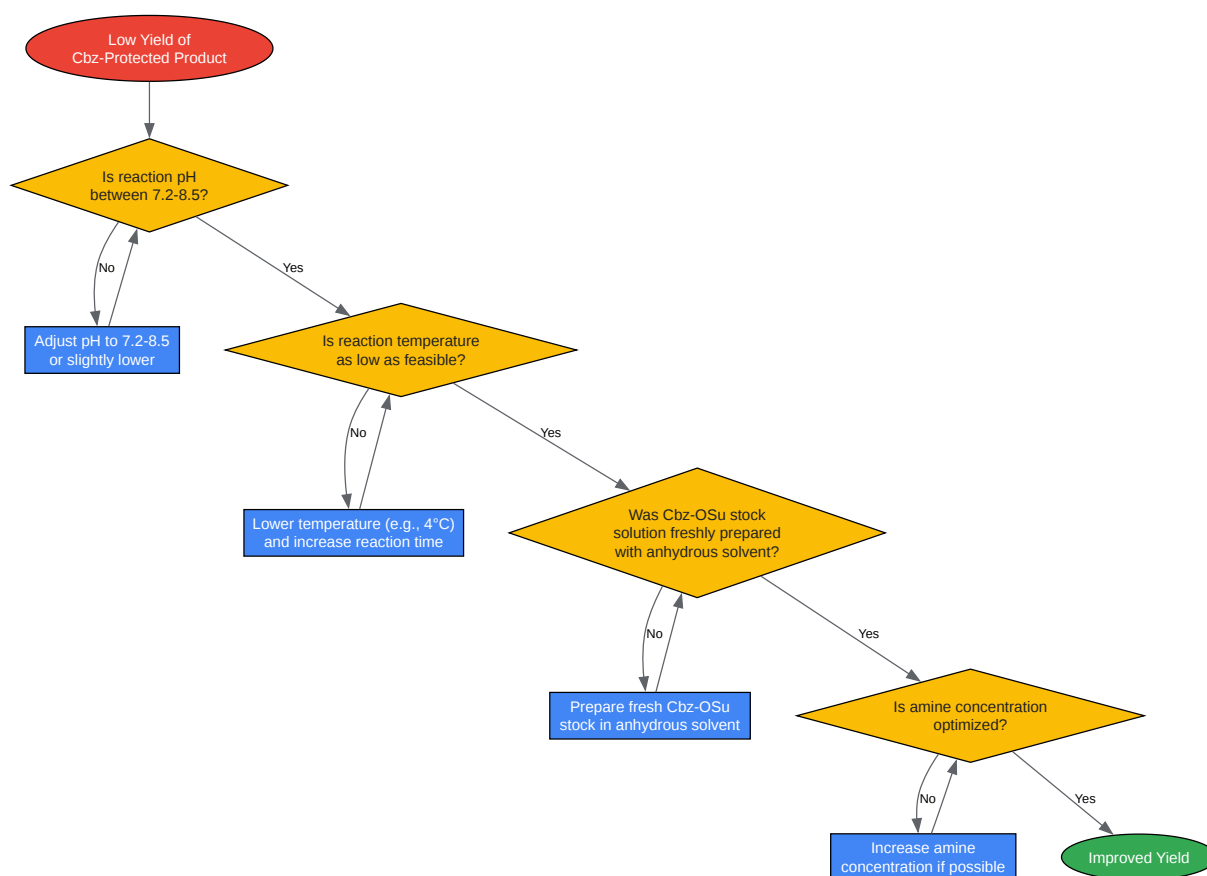 Low Yield of
Cbz-Protected Product
Is reaction pH
between 7.2-8.5?
No
Yes
Adjust pH to 7.2-8.5
or slightly lower
Is reaction temperature
as low as feasible?
No
Yes
Lower temperature (e.g., 4°C)
and increase reaction time
Was Cbz-OSu stock
solution freshly prepared
with anhydrous solvent?
No
Yes
Prepare fresh Cbz-OSu
stock in anhydrous solvent
Is amine concentration
optimized?
No
Yes
Increase amine
concentration if possible
Improved Yield